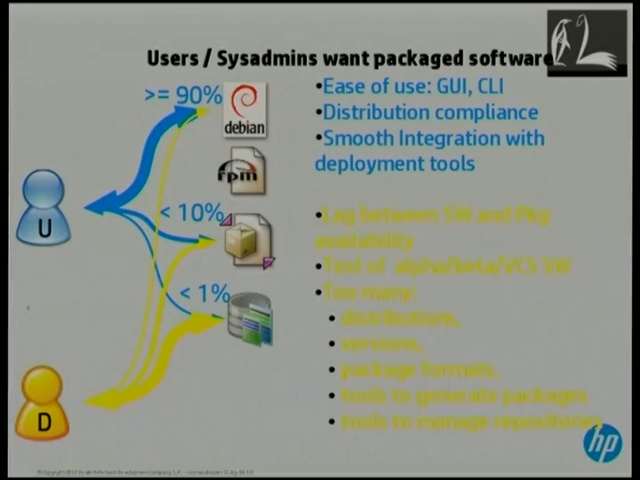 Users / Sysadmins want packaged software
>= 90%
debian
rpm
< 10%
< 1%
U
D
•Ease of use: GUI, CLI
•Distribution compliance
•Smooth Integration with
deployment tools
•Lag between SW and Pkg
availability
•Test of alpha/beta/VCS SW
•Too many:
• distributions,
• versions,
• package formats,
• tools to generate packages
• tools to manage repositories
hp